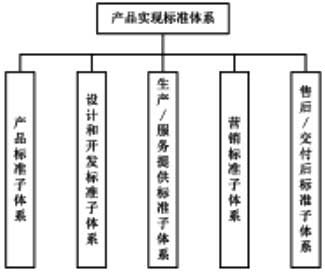 产品实现标准体系
产品标准子体系
设计和开发标准子体系
生产/服务提供标准子体系
营销标准子体系
售后/交付后标准子体系